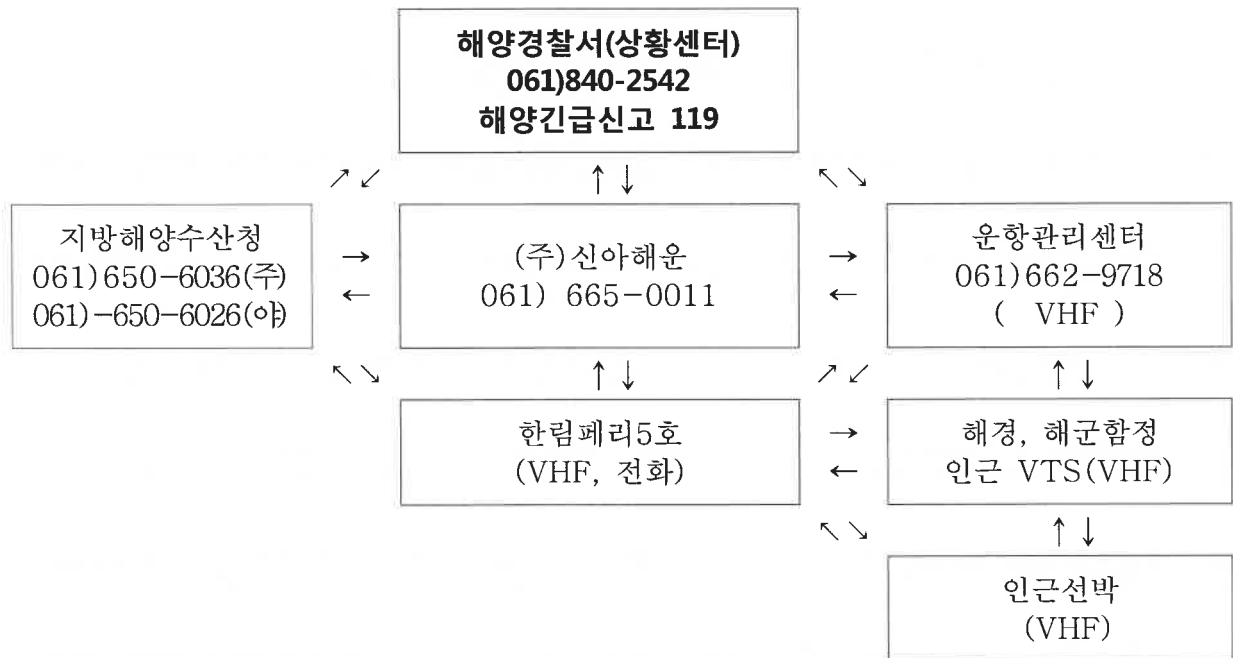 해양경찰서(상황센터)
061)840-2542
해양긴급신고 119
↗ ↙ ↑ ↓ ↖ ↘
지방해양수산청
061)650-6036(주)
061)-650-6026(야)
→
←
(주)신아해운
061) 665-0011
→
←
운항관리센터
061)662-9718
( VHF )
↖ ↘ ↑ ↓ ↗ ↙ ↑ ↓
한림페리5호
(VHF, 전화)
→
←
해경, 해군함정
인근 VTS(VHF)
↖ ↘ ↑ ↓
인근선박
(VHF)